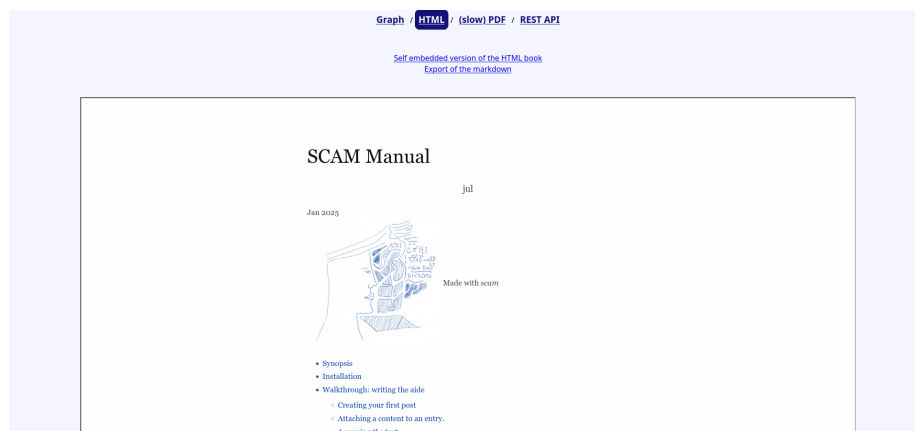 Graph / HTML / (slow) PDF / REST API
Self embedded version of the HTML book
Export of the markdown
SCAM Manual
jul
Jan 2025
Made with scam
• Synopsis
• Installation
• Walkthrough: writing the aide
◦ Creating your first post
◦ Attaching a content to an entry.